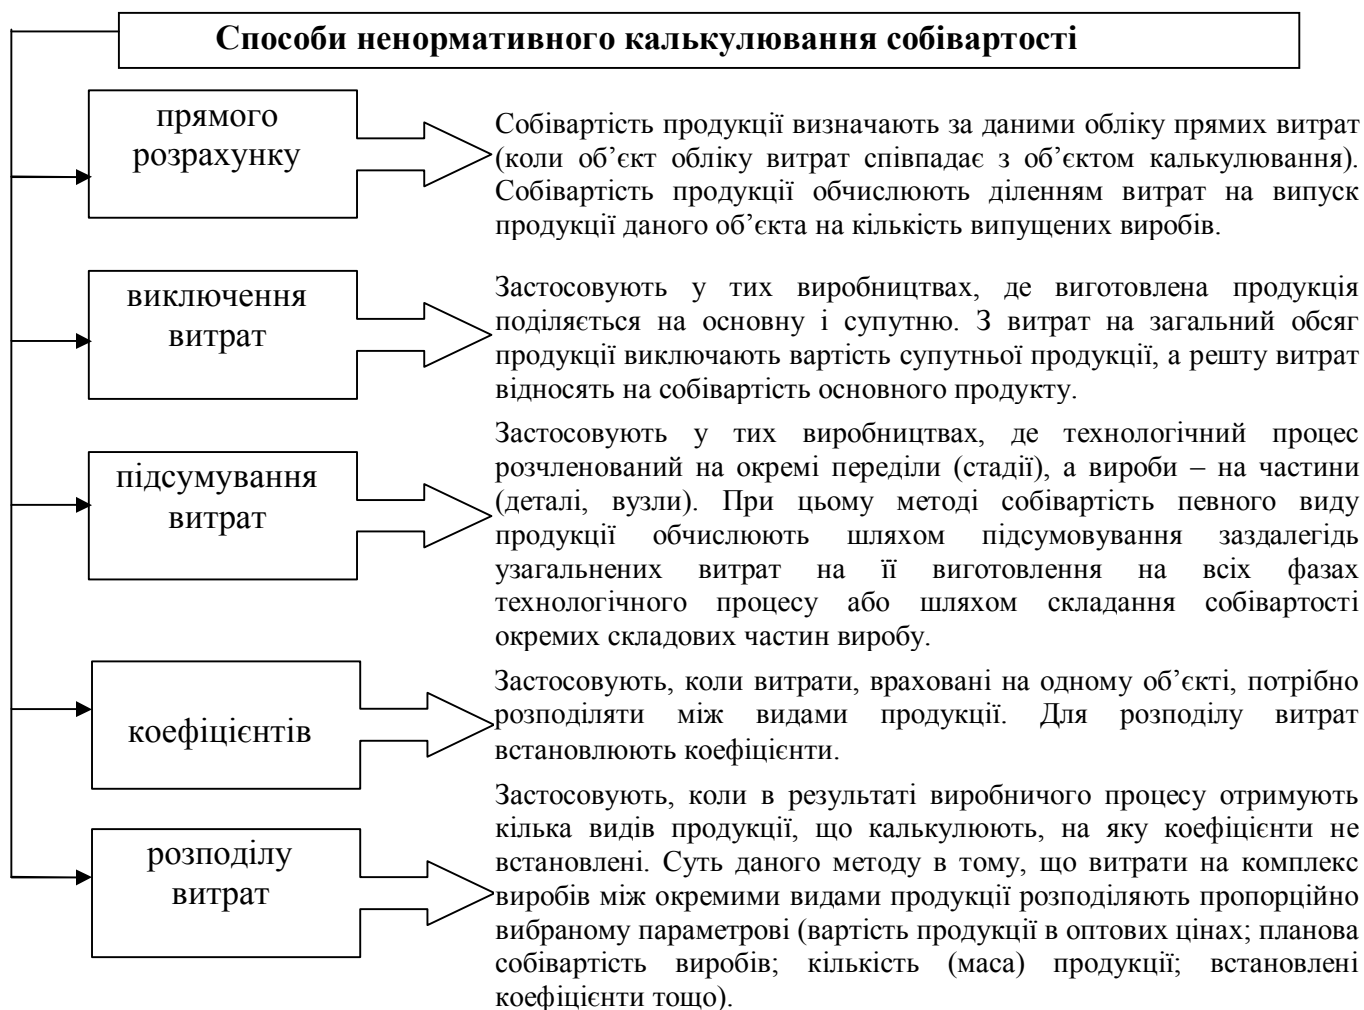 Способи ненормативного калькулювання собівартості
прямого
розрахунку
Собівартість продукції визначають за даними обліку прямих витрат
(коли об’єкт обліку витрат співпадає з об’єктом калькулювання).
Собівартість продукції обчислюють діленням витрат на випуск
продукції даного об’єкта на кількість випущених виробів.
виключення
витрат
Застосовують у тих виробництвах, де виготовлена продукція
поділяється на основну і супутню. З витрат на загальний обсяг
продукції виключають вартість супутньої продукції, а решту витрат
відносять на собівартість основного продукту.
підсумування
витрат
Застосовують у тих виробництвах, де технологічний процес
розчленований на окремі переділи (стадії), а вироби – на частини
(деталі, вузли). При цьому методі собівартість певного виду
продукції обчислюють шляхом підсумовування заздалегідь
узагальнених витрат на її виготовлення на всіх фазах
технологічного процесу або шляхом складання собівартості
окремих складових частин виробу.
коефіцієнтів
Застосовують, коли витрати, враховані на одному об’єкті, потрібно
розподіляти між видами продукції. Для розподілу витрат
встановлюють коефіцієнти.
розподілу
витрат
Застосовують, коли в результаті виробничого процесу отримують
кілька видів продукції, що калькулюють, на яку коефіцієнти не
встановлені. Суть даного методу в тому, що витрати на комплекс
виробів між окремими видами продукції розподіляють пропорційно
вибраному параметрові (вартість продукції в оптових цінах; планова
собівартість виробів; кількість (маса) продукції; встановлені
коефіцієнти тощо).